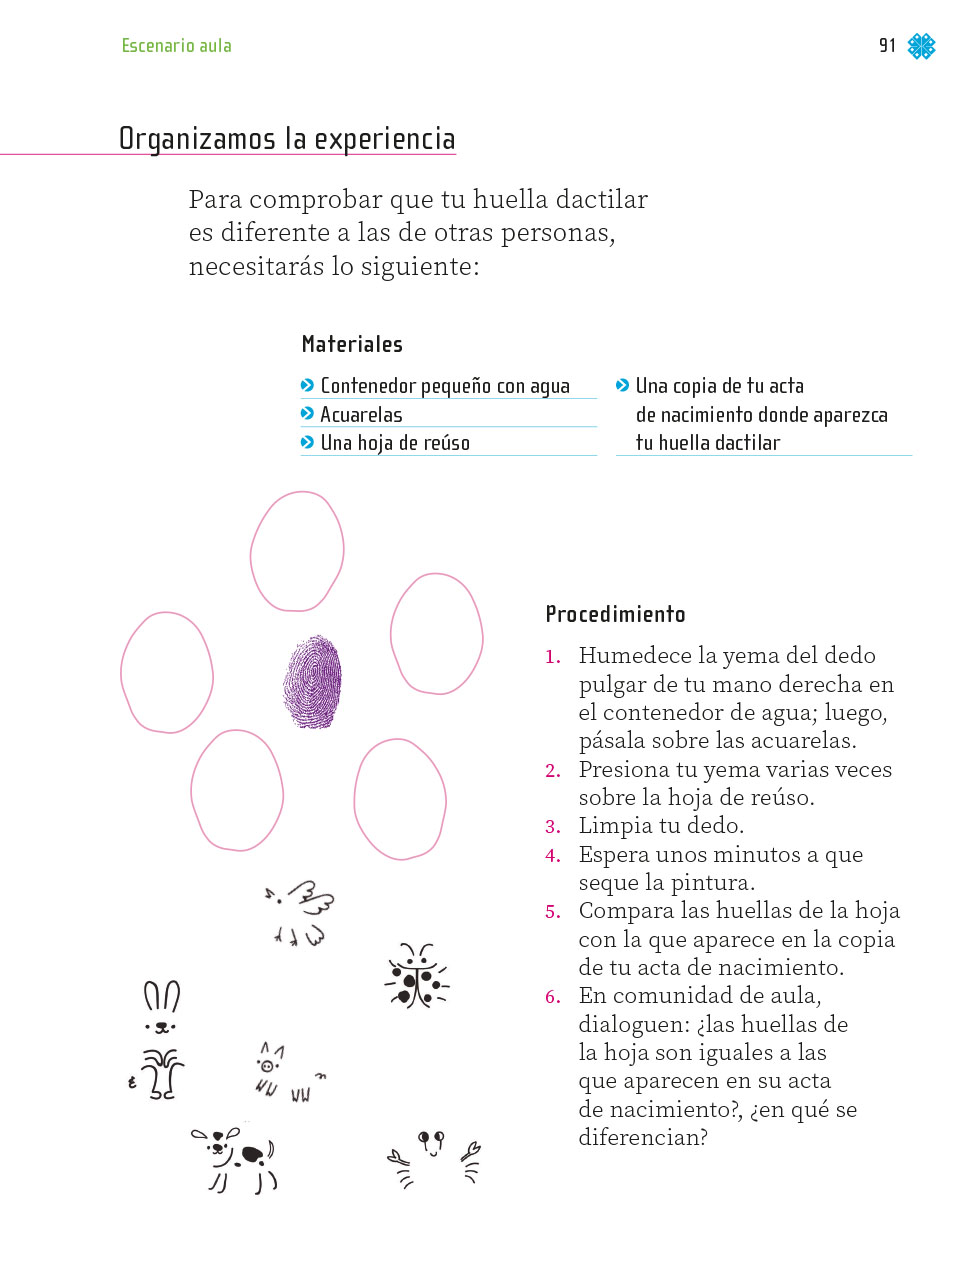 Escenario aula
91
Organizamos la experiencia
Para comprobar que tu huella dactilar
es diferente a las de otras personas,
necesitarás lo siguiente:
Materiales
Contenedor pequeño con agua
Acuarelas
Una hoja de reúso
Una copia de tu acta
de nacimiento donde aparezca
tu huella dactilar
Procedimiento
1. Humedece la yema del dedo
pulgar de tu mano derecha en
el contenedor de agua; luego,
pásala sobre las acuarelas.
2. Presiona tu yema varias veces
sobre la hoja de reúso.
3. Limpia tu dedo.
4. Espera unos minutos a que
seque la pintura.
5. Compara las huellas de la hoja
con la que aparece en la copia
de tu acta de nacimiento.
6. En comunidad de aula,
dialoguen: ¿las huellas de
la hoja son iguales a las
que aparecen en su acta
de nacimiento?, ¿en qué se
diferencian?